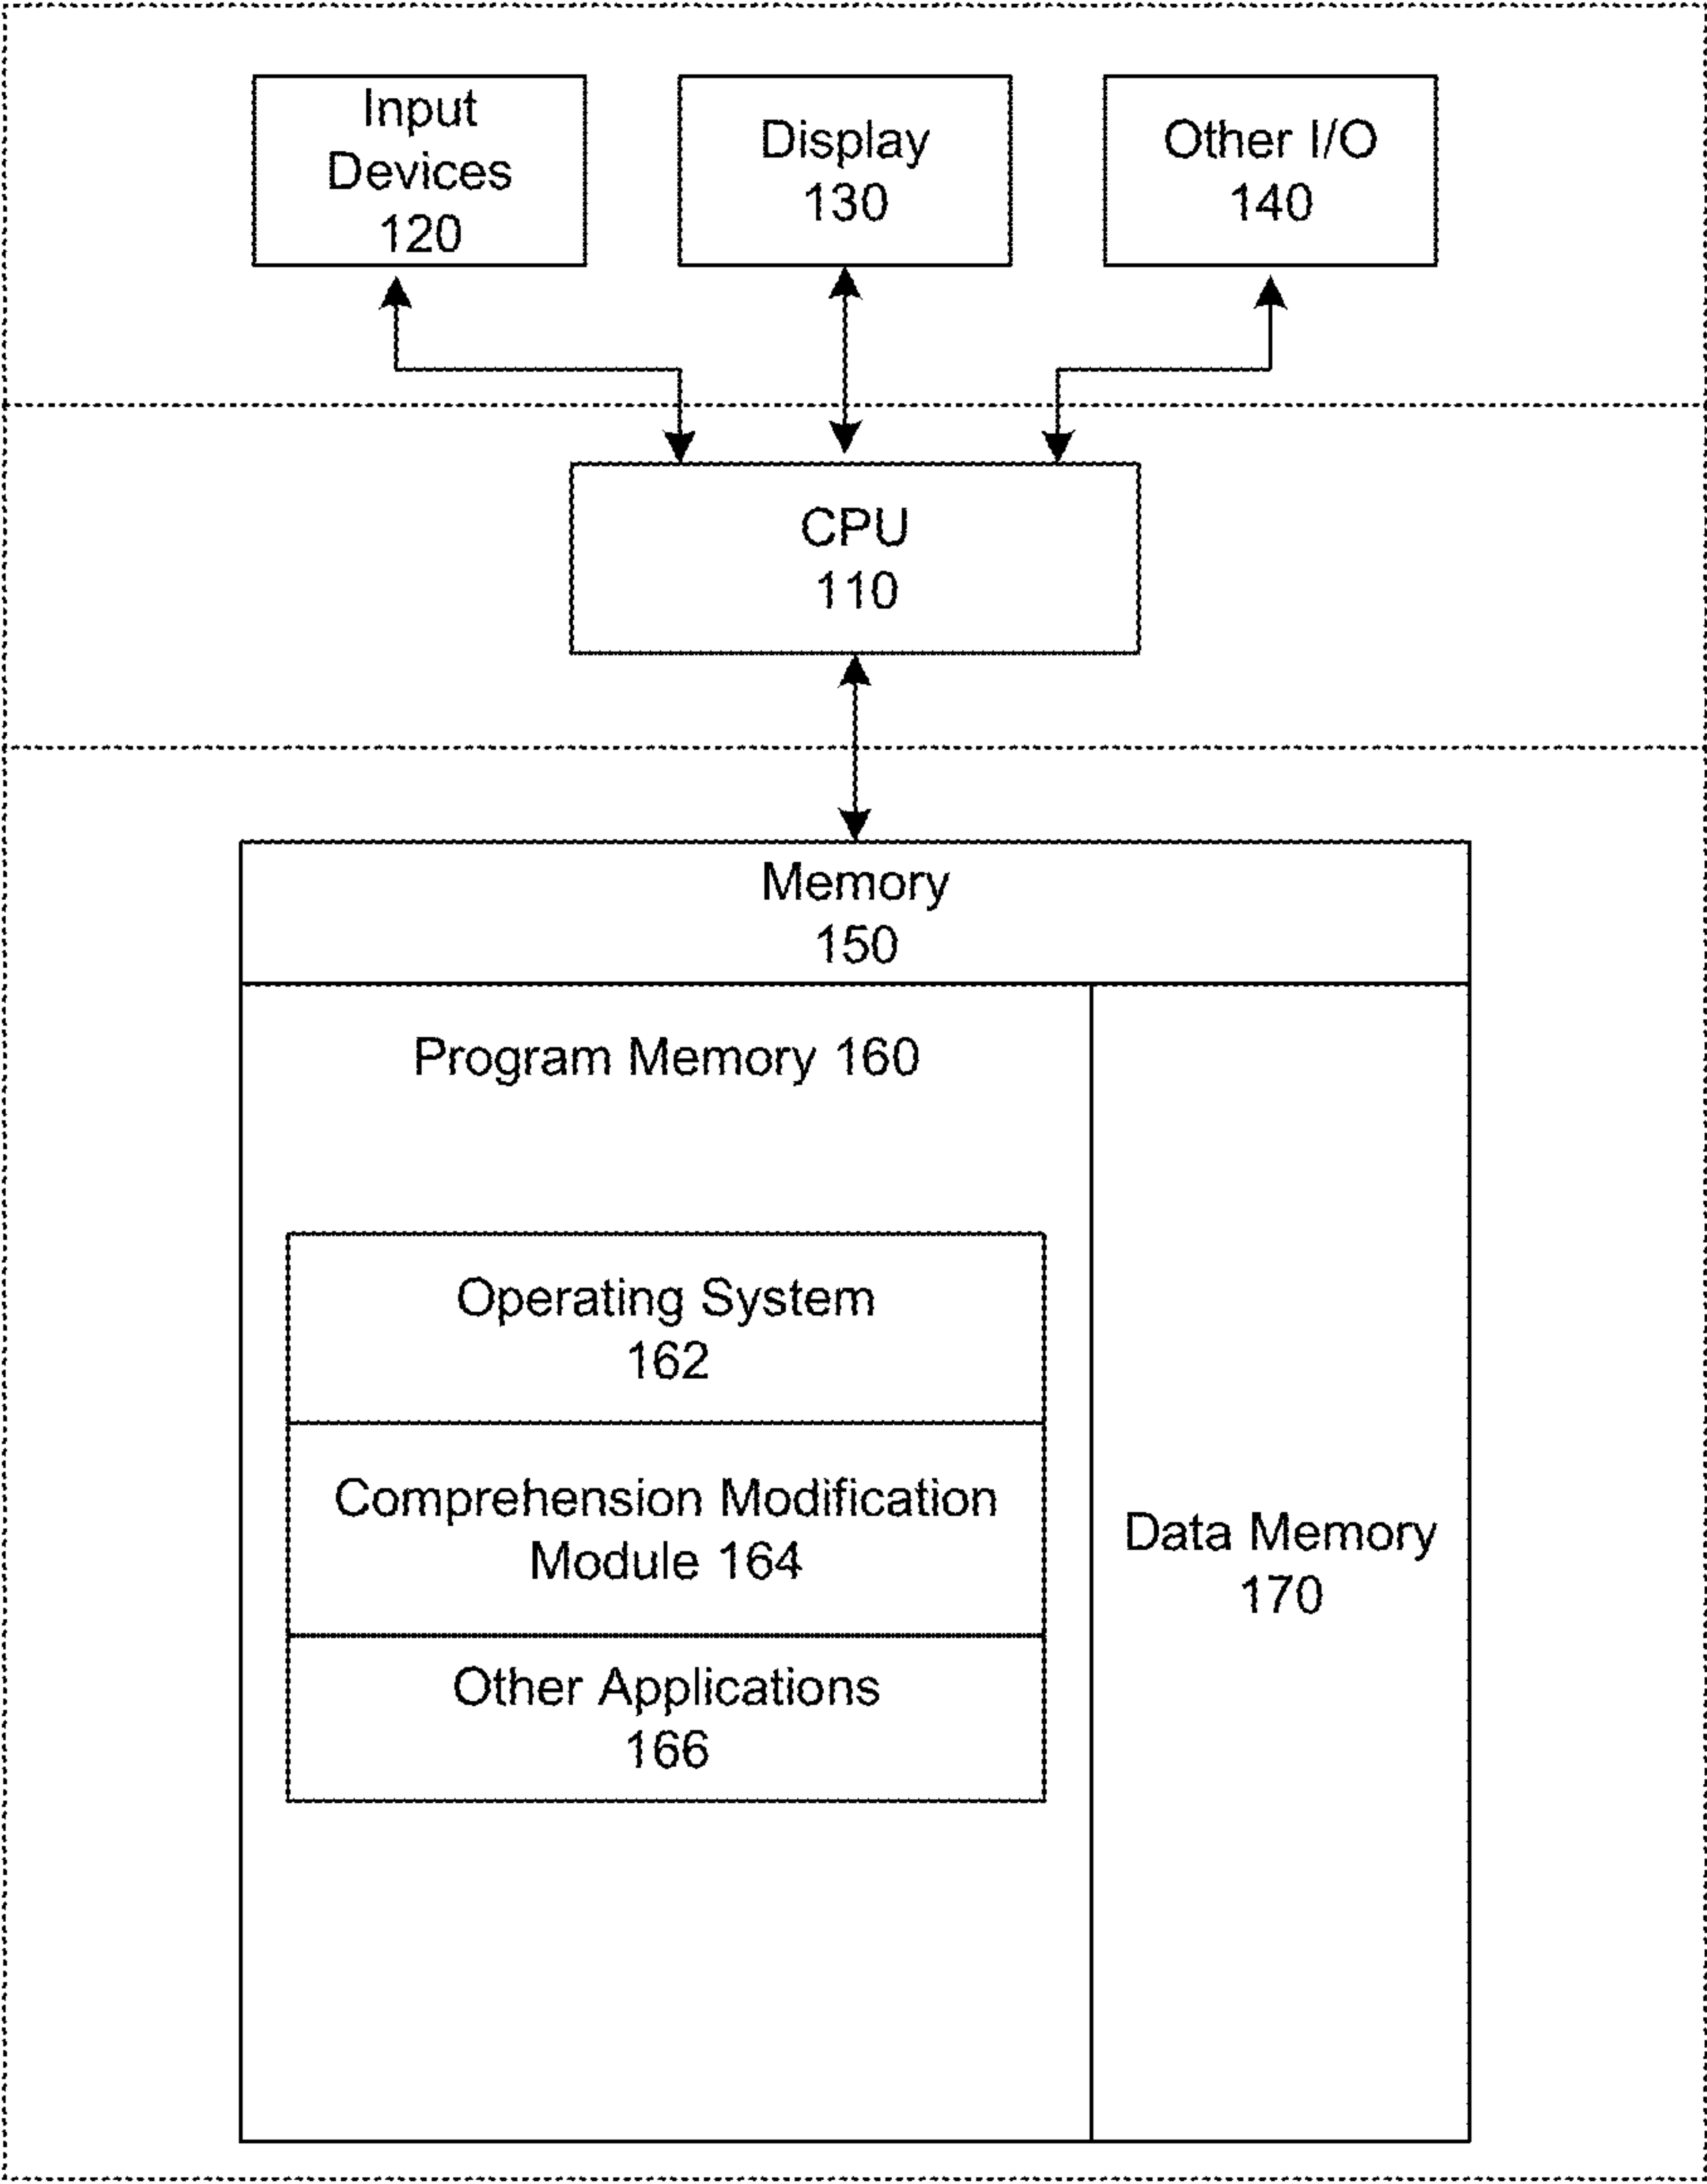 Input
Devices
120
Display
130
Other I/O
140
CPU
110
Memory
150
Program Memory 160
Operating System
162
Comprehension Modification
Module 164
Other Applications
166
Data Memory
170